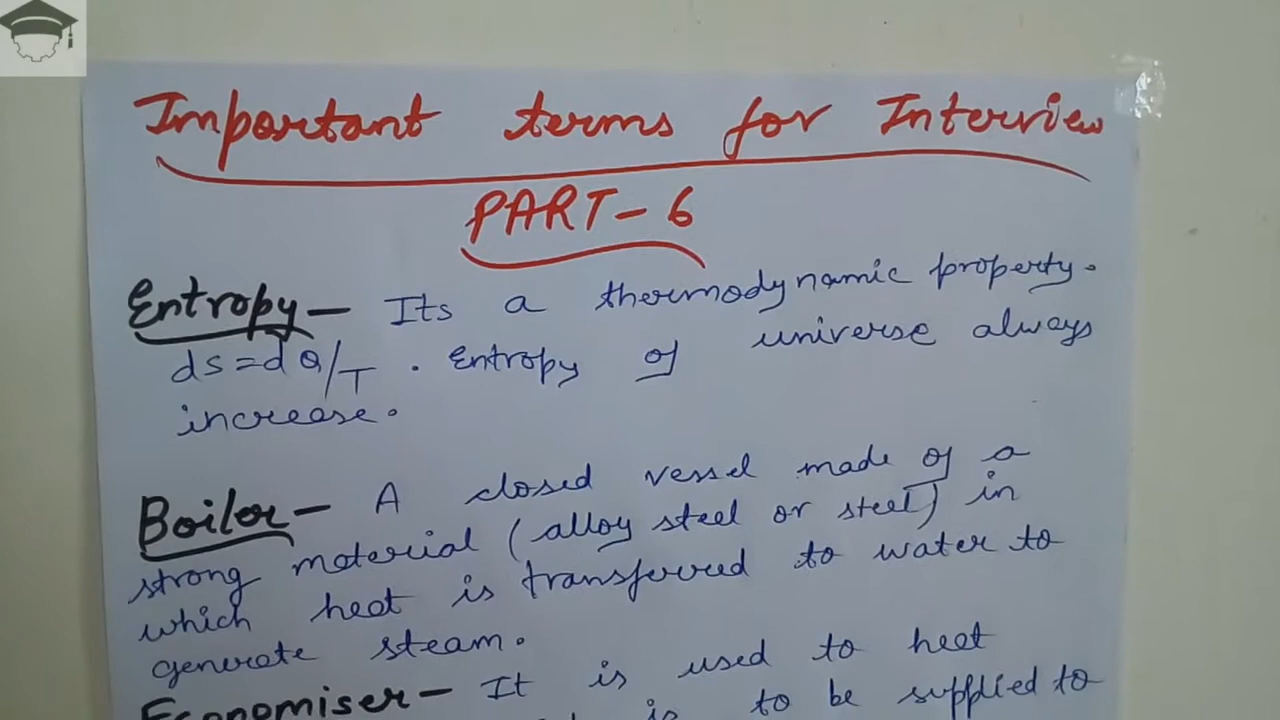 Important terms for Interview
PART-6
Entropy - Its a thermodynamic property.
ds=dQ/T . Entropy of universe always
increase.
Boilor - A closed vessel made of a
strong material (alloy steel or steel) in
which heat is transferred to water to
generate steam.
Economiser - It is used to heat
is to be supplied to